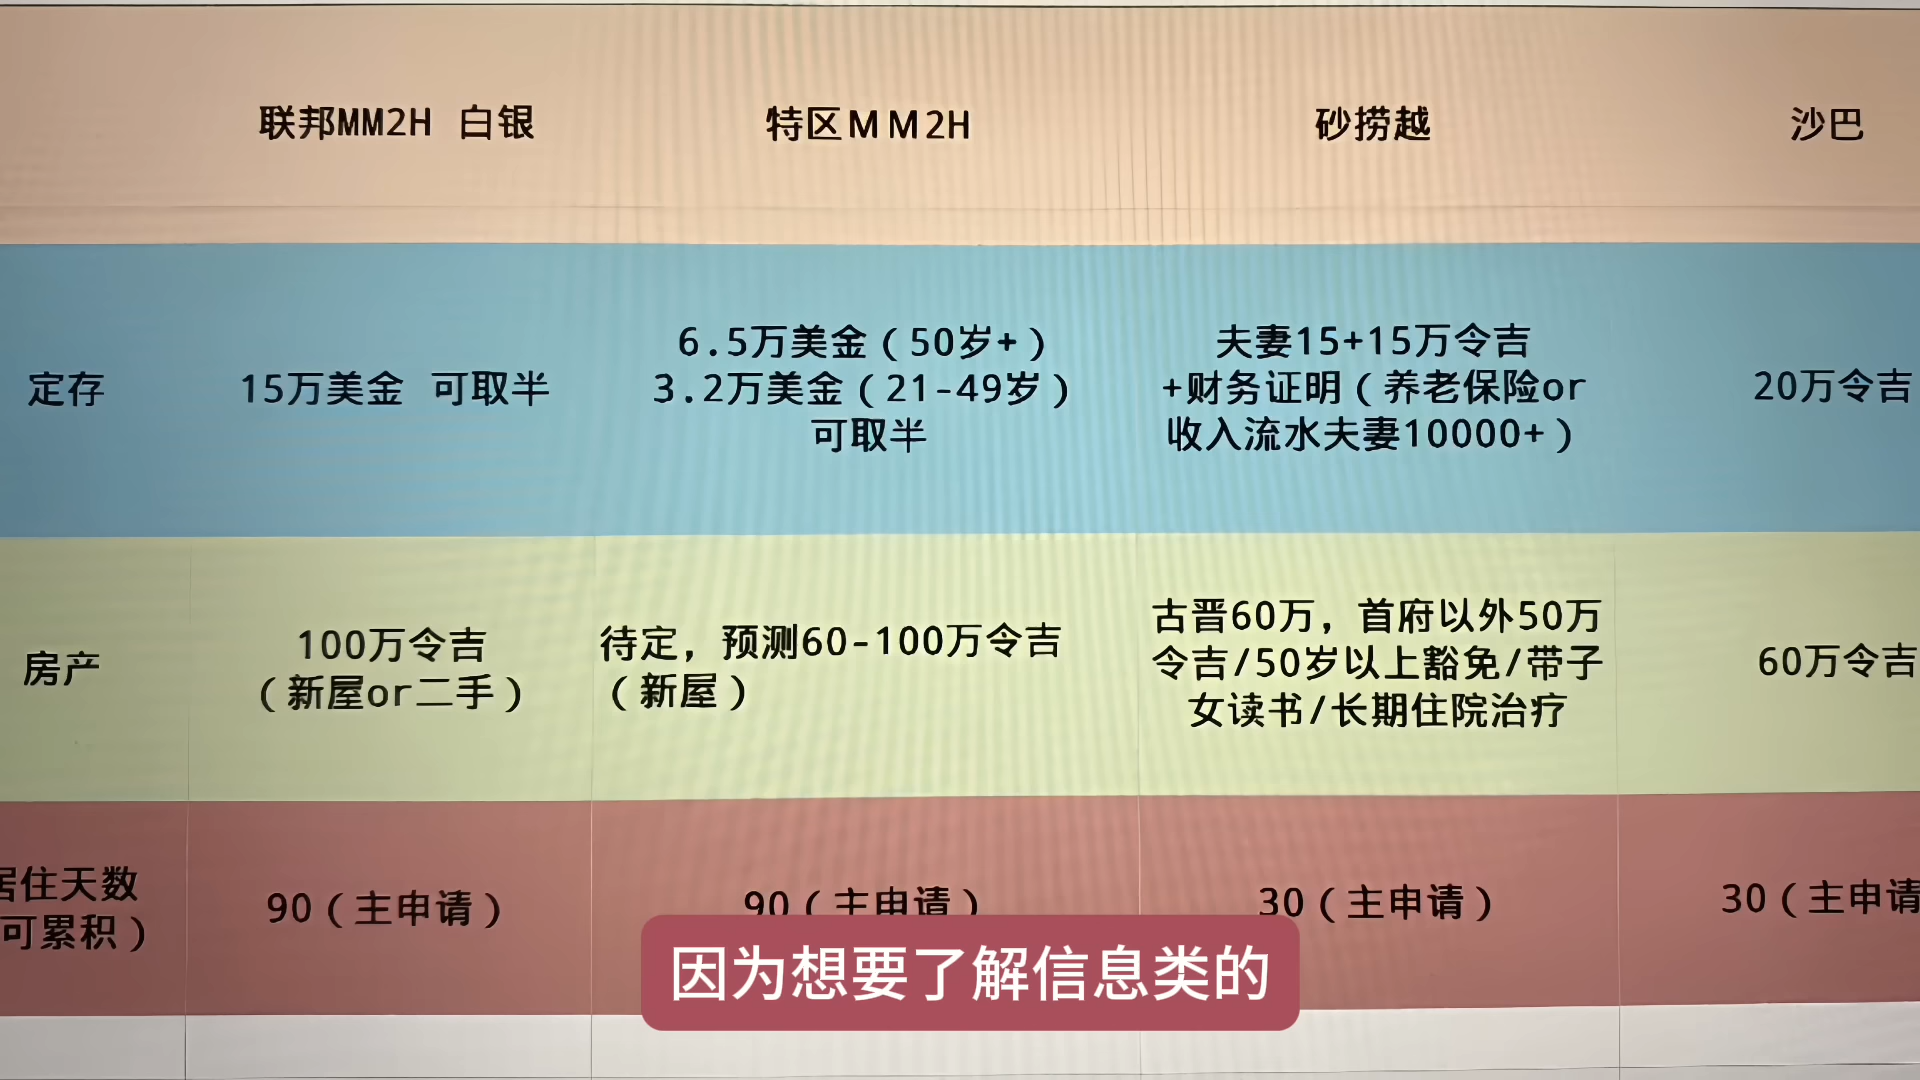 联邦MM2H 白银
特区MM2H
砂捞越
沙巴
定存
15万美金 可取半
6.5万美金（50岁+）
3.2万美金（21-49岁）
可取半
夫妻15+15万令吉
+财务证明（养老保险or
收入流水夫妻10000+）
20万令吉
房产
100万令吉
（新屋or二手）
待定，预测60-100万令吉
（新屋）
古晋60万，首府以外50万
令吉/50岁以上豁免/带子
女读书/长期住院治疗
60万令吉
居住天数
可累积）
90（主申请）
90（主申请）
30（主申请）
30（主申请
因为想要了解信息类的